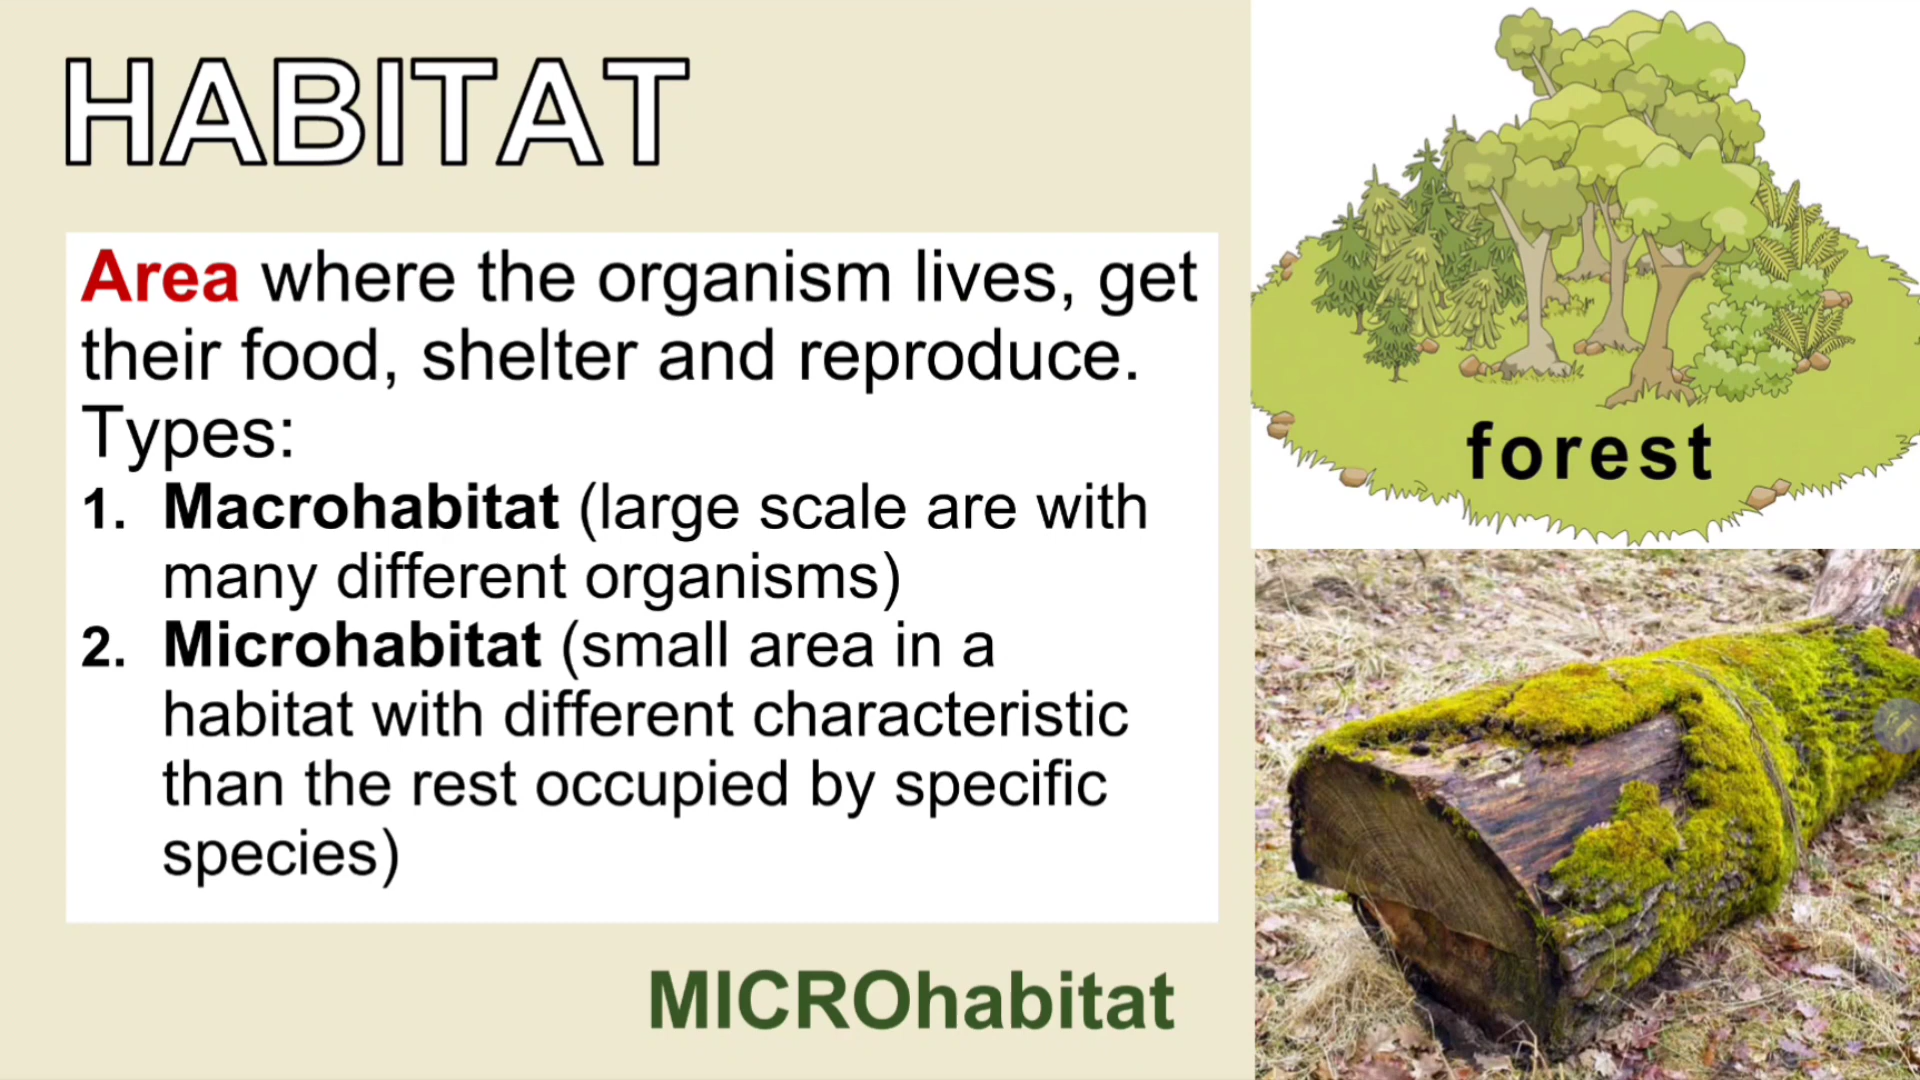 HABITAT
Area where the organism lives, get
their food, shelter and reproduce.
Types:
1. Macrohabitat (large scale are with
many different organisms)
2. Microhabitat (small area in a
habitat with different characteristic
than the rest occupied by specific
species)
MICROhabitat
forest